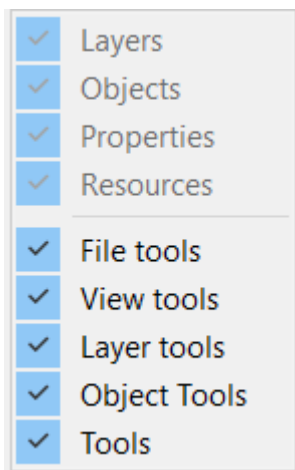 Layers
Objects
Properties
Resources
File tools
View tools
Layer tools
Object Tools
Tools